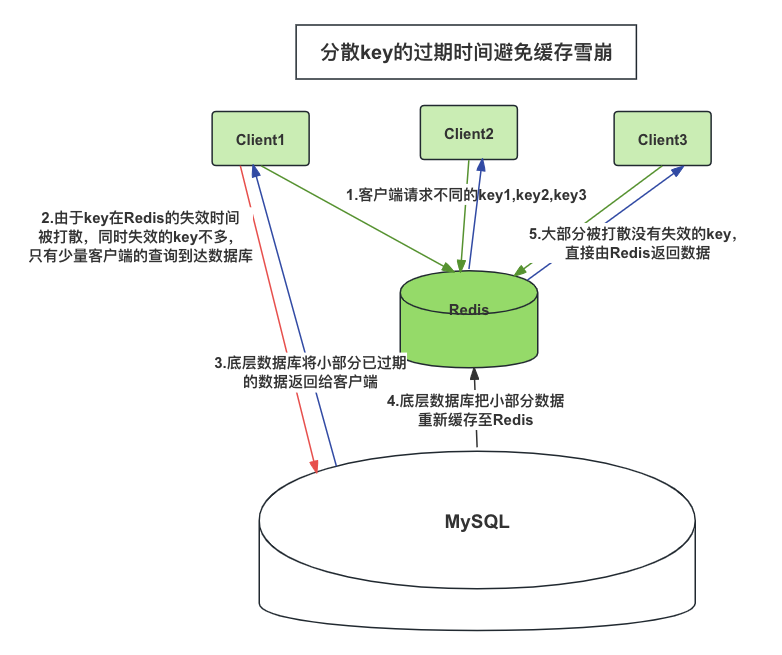 分散key的过期时间避免缓存雪崩
Client1
Client2
Client3
1.客户端请求不同的key1,key2,key3
2.由于key在Redis的失效时间
被打散，同时失效的key不多，
只有少量客户端的查询到达数据库
5.大部分被打散没有失效的key，
直接由Redis返回数据
Redis
3.底层数据库将小部分已过期
的数据返回给客户端
4.底层数据库把小部分数据
重新缓存至Redis
MySQL